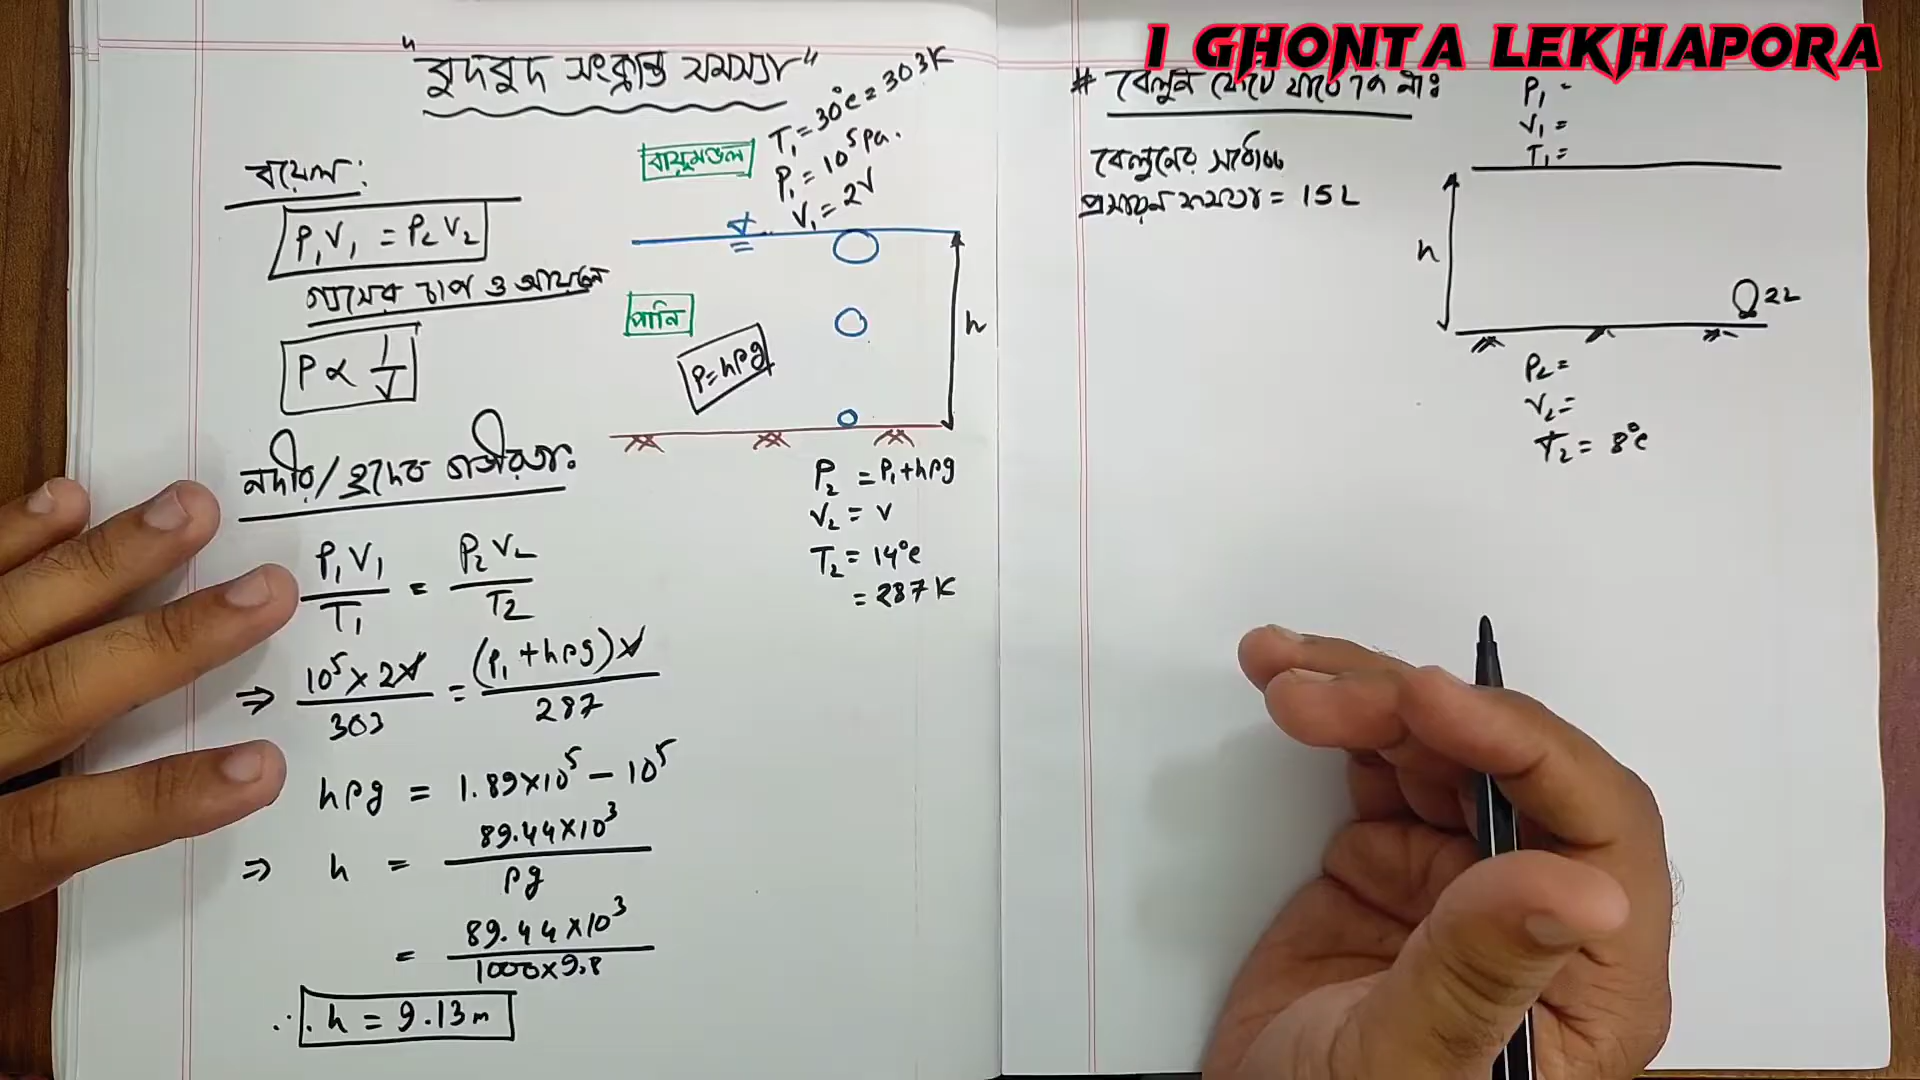 I GHONTA LEKHAPORA
"বুদবুদ সংক্রান্ত সমস্যা"
বয়েল:
P₁V₁ = P₂V₂
গ্যাসের চাপ ও আয়তন
P ∝ 1/V
বায়ুমণ্ডল
T₁ = 30°c = 303K
P₁ = 10⁵ pa.
V₁ = 2V
পানি
P = hρg
h
P₂ = P₁ + hρg
V₂ = V
T₂ = 14°c
= 287 K
নদীর/হ্রদের গভীরতা:
P₁V₁/T₁ = P₂V₂/T₂
⇒ 10⁵ × 2V/303 = (P₁ + hρg)V/287
hρg = 1.89×10⁵ − 10⁵
⇒ h = 89.44×10³/ρg
= 89.44×10³/1000×9.8
∴ h = 9.13m
# বেলুন ফেটে যাবে না:
বেলুনের সর্বোচ্চ
প্রসারন ক্ষমতা = 15L
P₁ =
V₁ =
T₁ =
h
2L
P₂ =
V₂ =
T₂ = 8°c